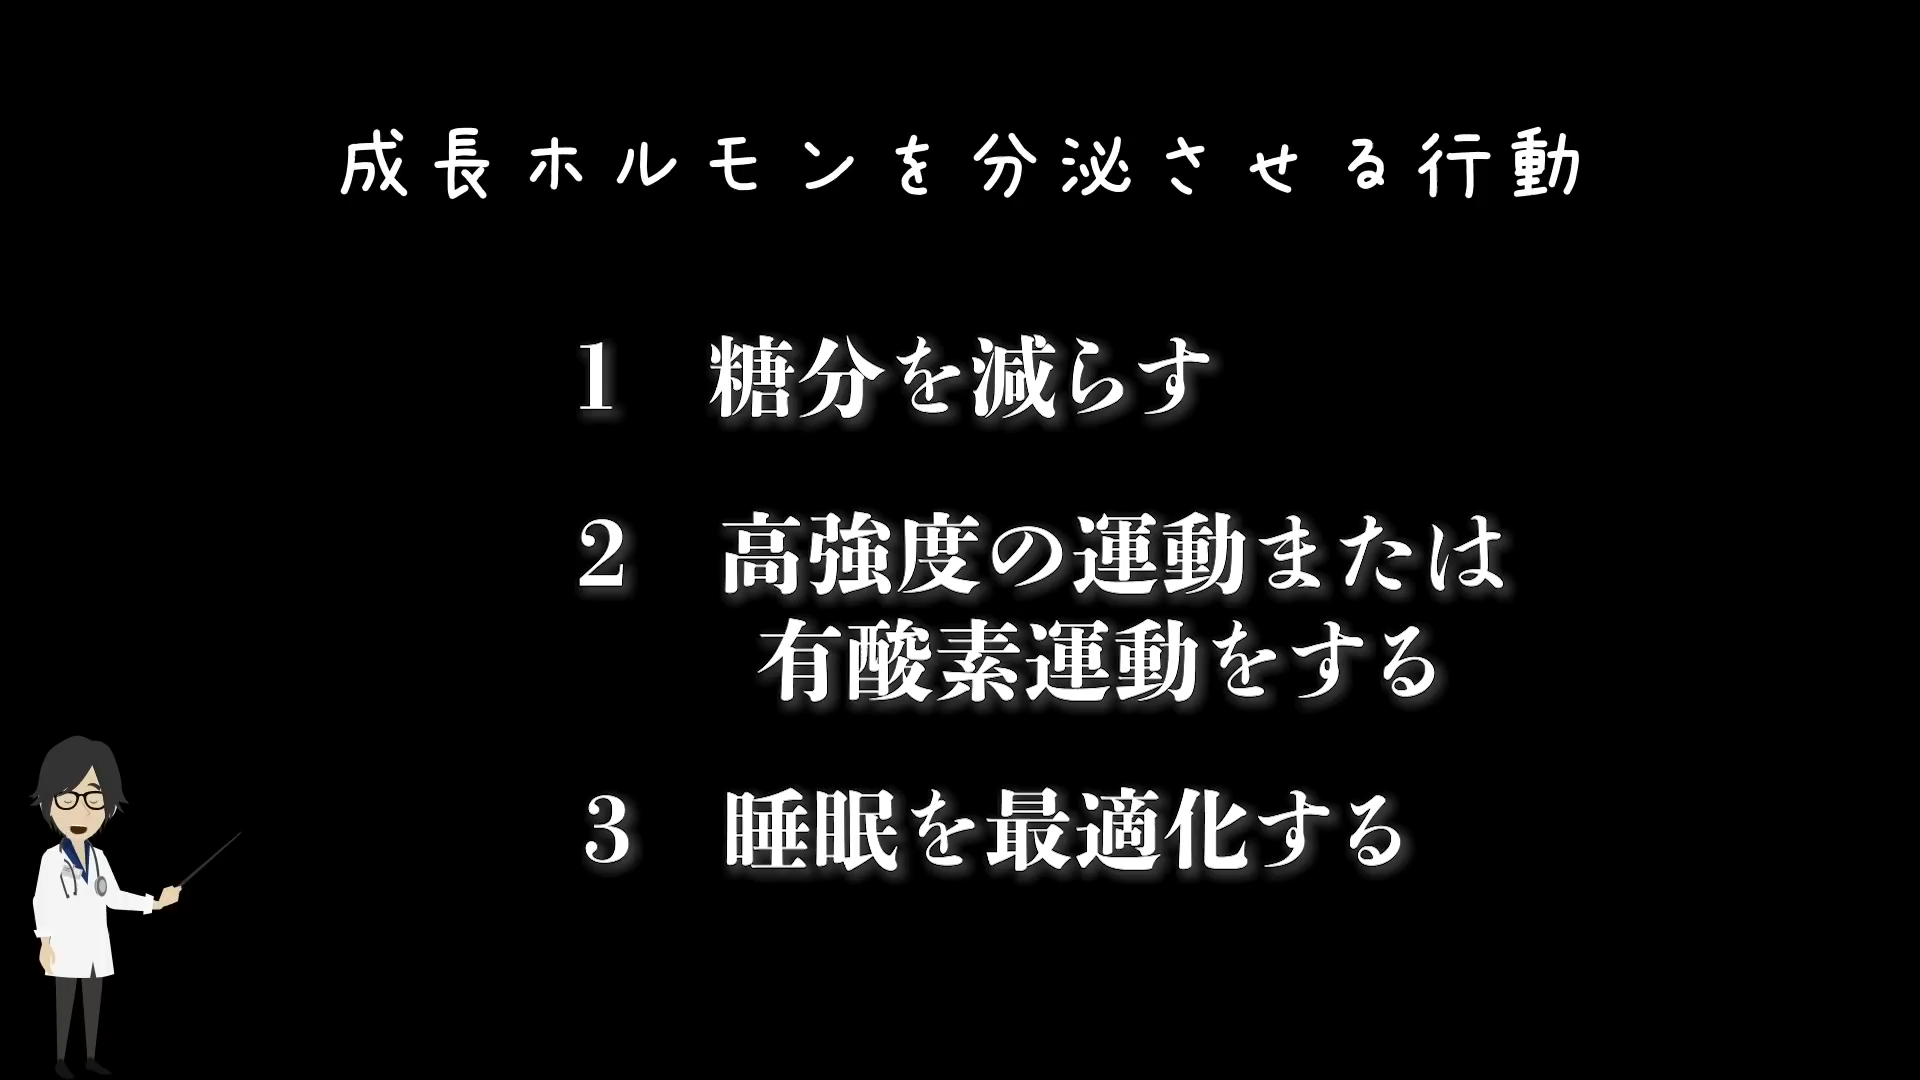 成長ホルモンを分泌させる行動
1 糖分を減らす
2 高強度の運動または
有酸素運動をする
3 睡眠を最適化する